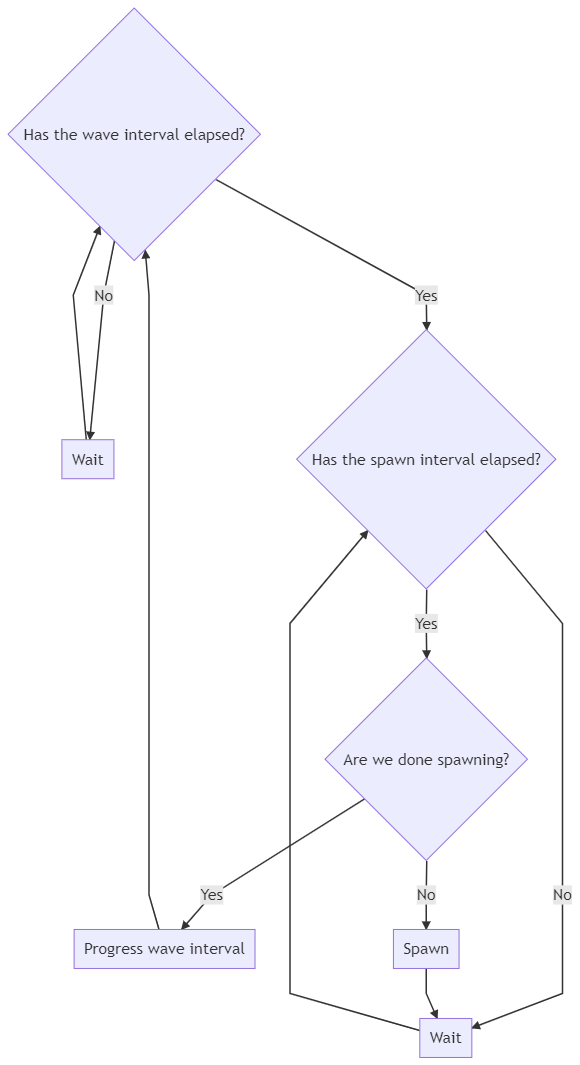 Has the wave interval elapsed?
No
Yes
Wait
Has the spawn interval elapsed?
Yes
Are we done spawning?
Yes
No
No
Progress wave interval
Spawn
Wait